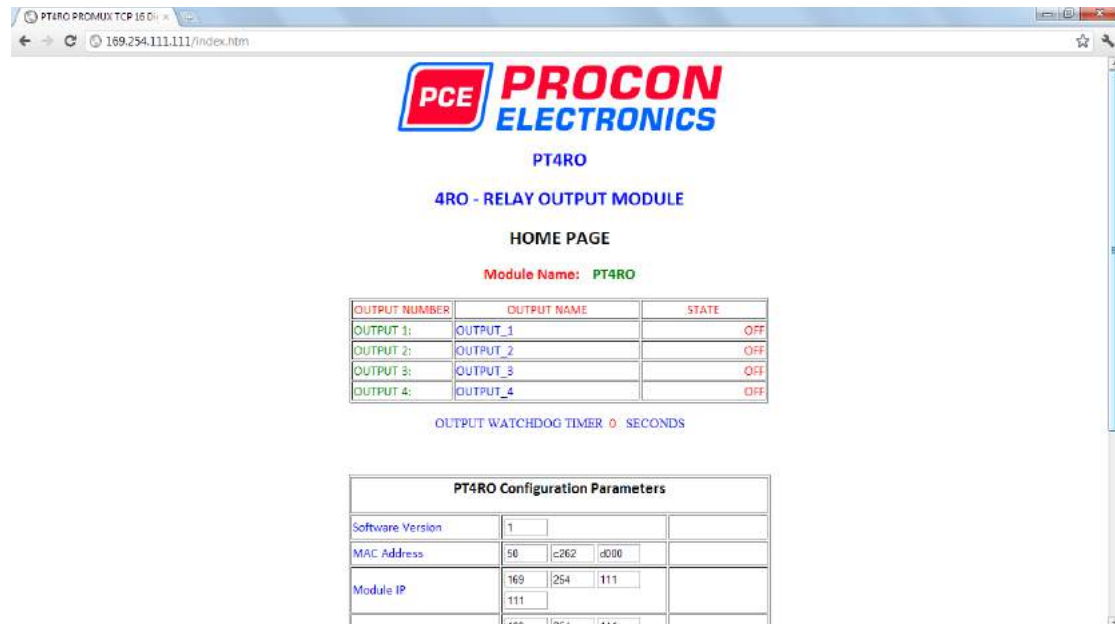 PT4RO PROMUX TCP 16 Di
169.254.111.111/index.htm
PCE PROCON
ELECTRONICS
PT4RO
4RO - RELAY OUTPUT MODULE
HOME PAGE
Module Name: PT4RO
OUTPUT NUMBER OUTPUT NAME STATE
OUTPUT 1: OUTPUT_1 OFF
OUTPUT 2: OUTPUT_2 OFF
OUTPUT 3: OUTPUT_3 OFF
OUTPUT 4: OUTPUT_4 OFF
OUTPUT WATCHDOG TIMER 0 SECONDS
PT4RO Configuration Parameters
Software Version 1
MAC Address 50 c262 d000
Module IP 169 254 111
111